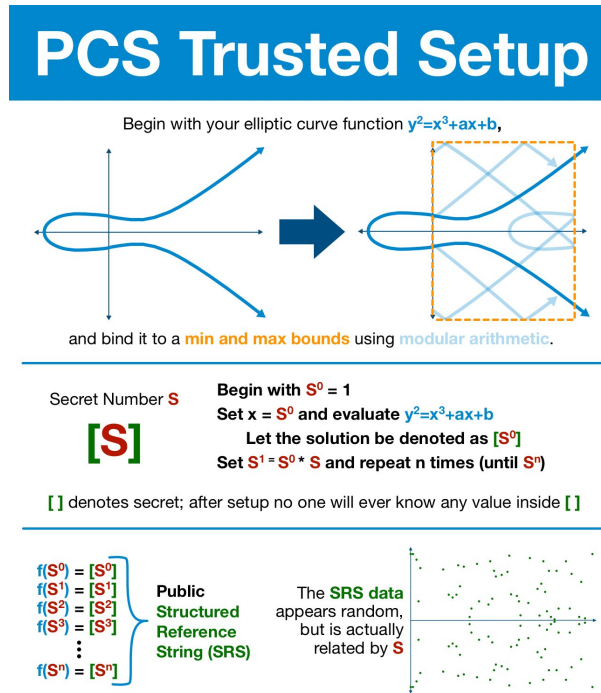 PCS Trusted Setup
Begin with your elliptic curve function y²=x³+ax+b,
and bind it to a min and max bounds using modular arithmetic.
Secret Number S
[S]
Begin with S⁰ = 1
Set x = S⁰ and evaluate y²=x³+ax+b
Let the solution be denoted as [S⁰]
Set S¹ = S⁰ * S and repeat n times (until Sⁿ)
[ ] denotes secret; after setup no one will ever know any value inside [ ]
f(S⁰) = [S⁰]
f(S¹) = [S¹]
f(S²) = [S²]
f(S³) = [S³]
⋮
f(Sⁿ) = [Sⁿ]
Public
Structured
Reference
String (SRS)
The SRS data
appears random,
but is actually
related by S